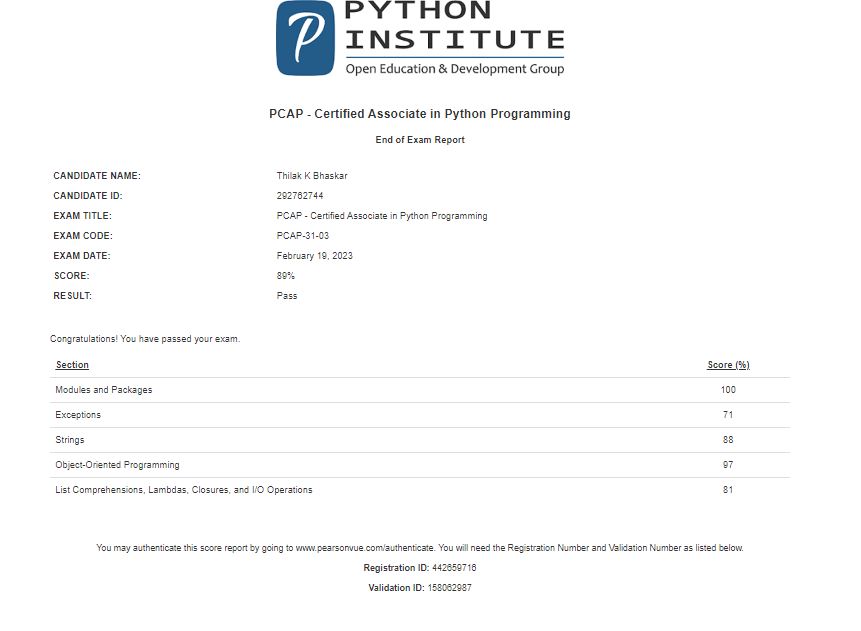 PYTHON
INSTITUTE
Open Education & Development Group
PCAP - Certified Associate in Python Programming
End of Exam Report
CANDIDATE NAME: Thilak K Bhaskar
CANDIDATE ID: 292762744
EXAM TITLE: PCAP - Certified Associate in Python Programming
EXAM CODE: PCAP-31-03
EXAM DATE: February 19, 2023
SCORE: 89%
RESULT: Pass
Congratulations! You have passed your exam.
Section Score (%)
Modules and Packages 100
Exceptions 71
Strings 88
Object-Oriented Programming 97
List Comprehensions, Lambdas, Closures, and I/O Operations 81
You may authenticate this score report by going to www.pearsonvue.com/authenticate. You will need the Registration Number and Validation Number as listed below.
Registration ID: 442659716
Validation ID: 158062987